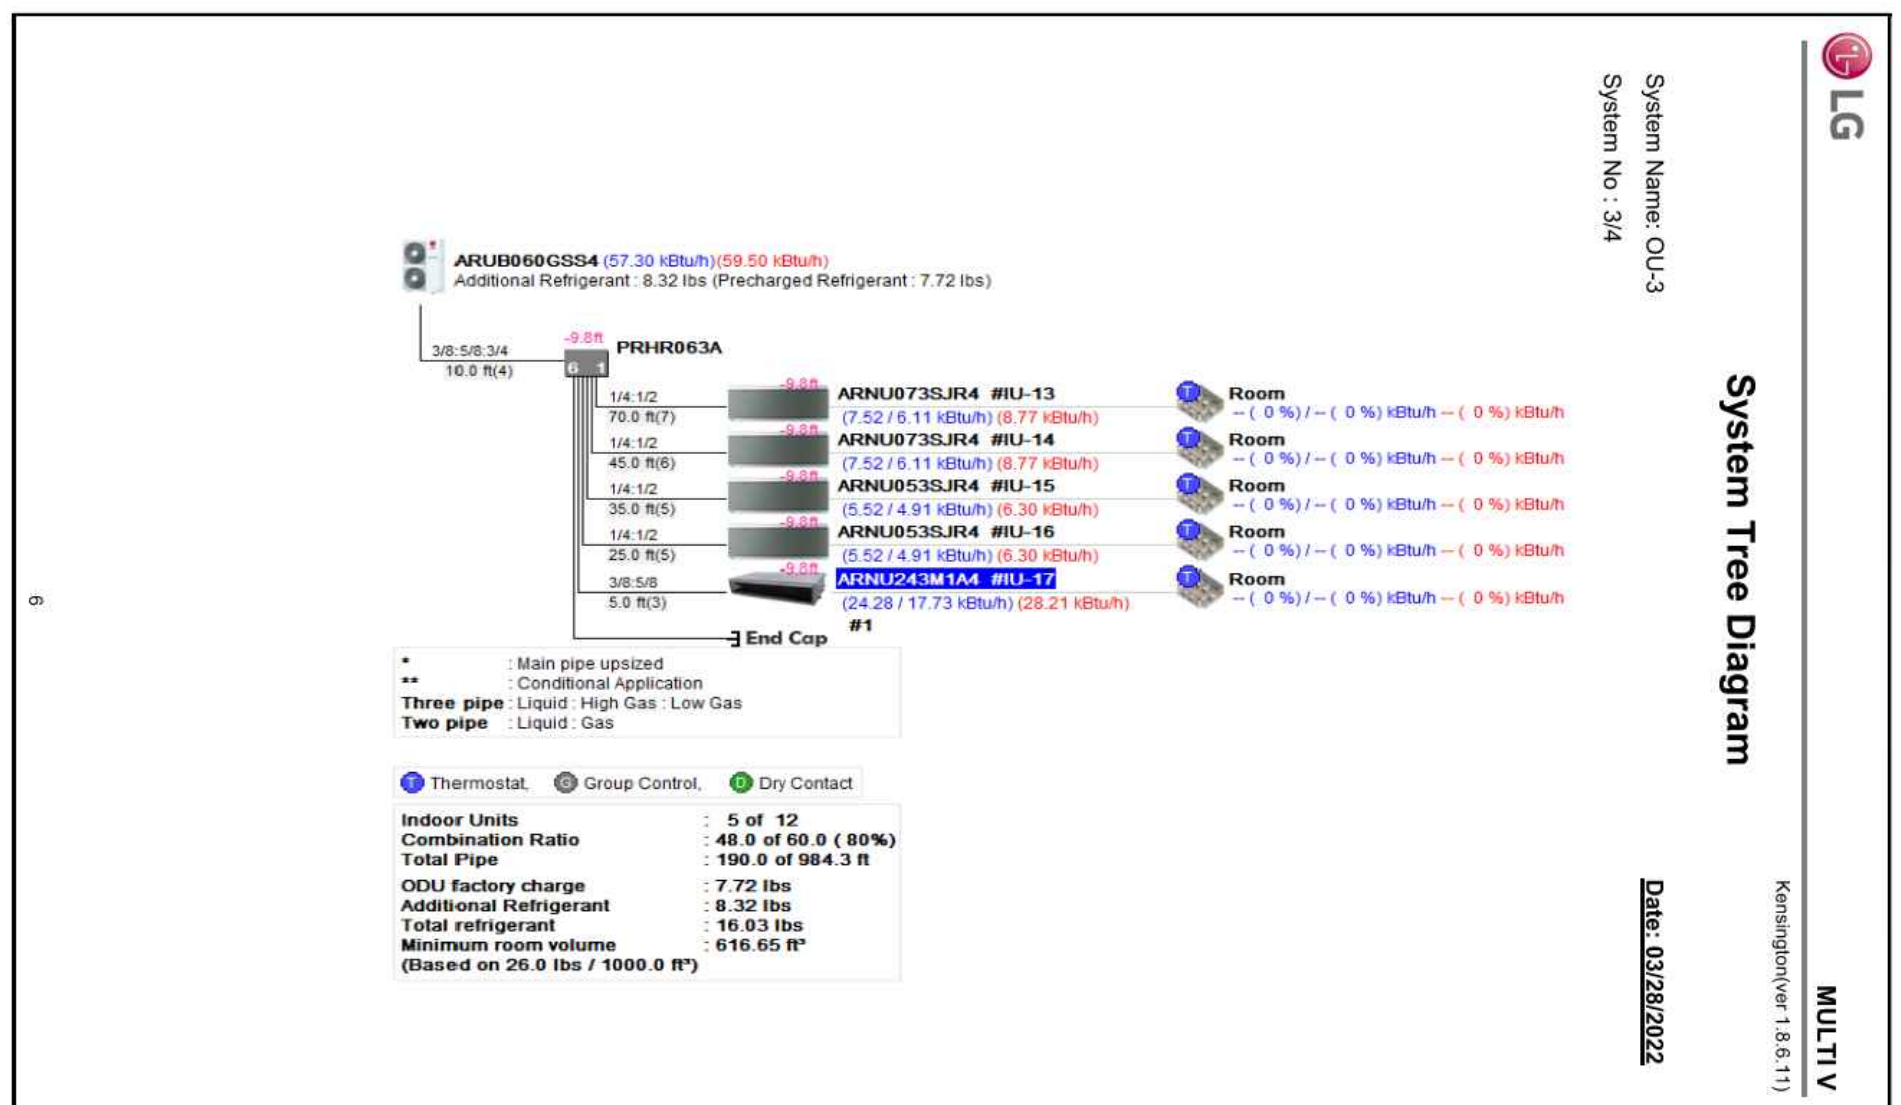 LG
MULTI V
Kensington(ver 1.8.6.11)
System Tree Diagram
System Name: OU-3
Date: 03/28/2022
System No : 3/4
ARUB060GSS4 (57.30 kBtu/h)(59.50 kBtu/h)
Additional Refrigerant : 8.32 lbs (Precharged Refrigerant : 7.72 lbs)
3/8:5/8:3/4
10.0 ft(4)
-9.8ft
PRHR063A
6 1
1/4:1/2
70.0 ft(7)
-9.8ft
ARNU073SJR4 #IU-13
(7.52 / 6.11 kBtu/h) (8.77 kBtu/h)
T
Room
-- ( 0 %) / -- ( 0 %) kBtu/h -- ( 0 %) kBtu/h
1/4:1/2
45.0 ft(6)
-9.8ft
ARNU073SJR4 #IU-14
(7.52 / 6.11 kBtu/h) (8.77 kBtu/h)
T
Room
-- ( 0 %) / -- ( 0 %) kBtu/h -- ( 0 %) kBtu/h
1/4:1/2
35.0 ft(5)
-9.8ft
ARNU053SJR4 #IU-15
(5.52 / 4.91 kBtu/h) (6.30 kBtu/h)
T
Room
-- ( 0 %) / -- ( 0 %) kBtu/h -- ( 0 %) kBtu/h
1/4:1/2
25.0 ft(5)
-9.8ft
ARNU053SJR4 #IU-16
(5.52 / 4.91 kBtu/h) (6.30 kBtu/h)
T
Room
-- ( 0 %) / -- ( 0 %) kBtu/h -- ( 0 %) kBtu/h
3/8:5/8
5.0 ft(3)
-9.8ft
ARNU243M1A4 #IU-17
(24.28 / 17.73 kBtu/h) (28.21 kBtu/h)
#1
T
Room
-- ( 0 %) / -- ( 0 %) kBtu/h -- ( 0 %) kBtu/h
End Cap
* : Main pipe upsized
** : Conditional Application
Three pipe : Liquid : High Gas : Low Gas
Two pipe : Liquid : Gas
T Thermostat, G Group Control, D Dry Contact
Indoor Units : 5 of 12
Combination Ratio : 48.0 of 60.0 ( 80%)
Total Pipe : 190.0 of 984.3 ft
ODU factory charge : 7.72 lbs
Additional Refrigerant : 8.32 lbs
Total refrigerant : 16.03 lbs
Minimum room volume : 616.65 ft³
(Based on 26.0 lbs / 1000.0 ft³)
6